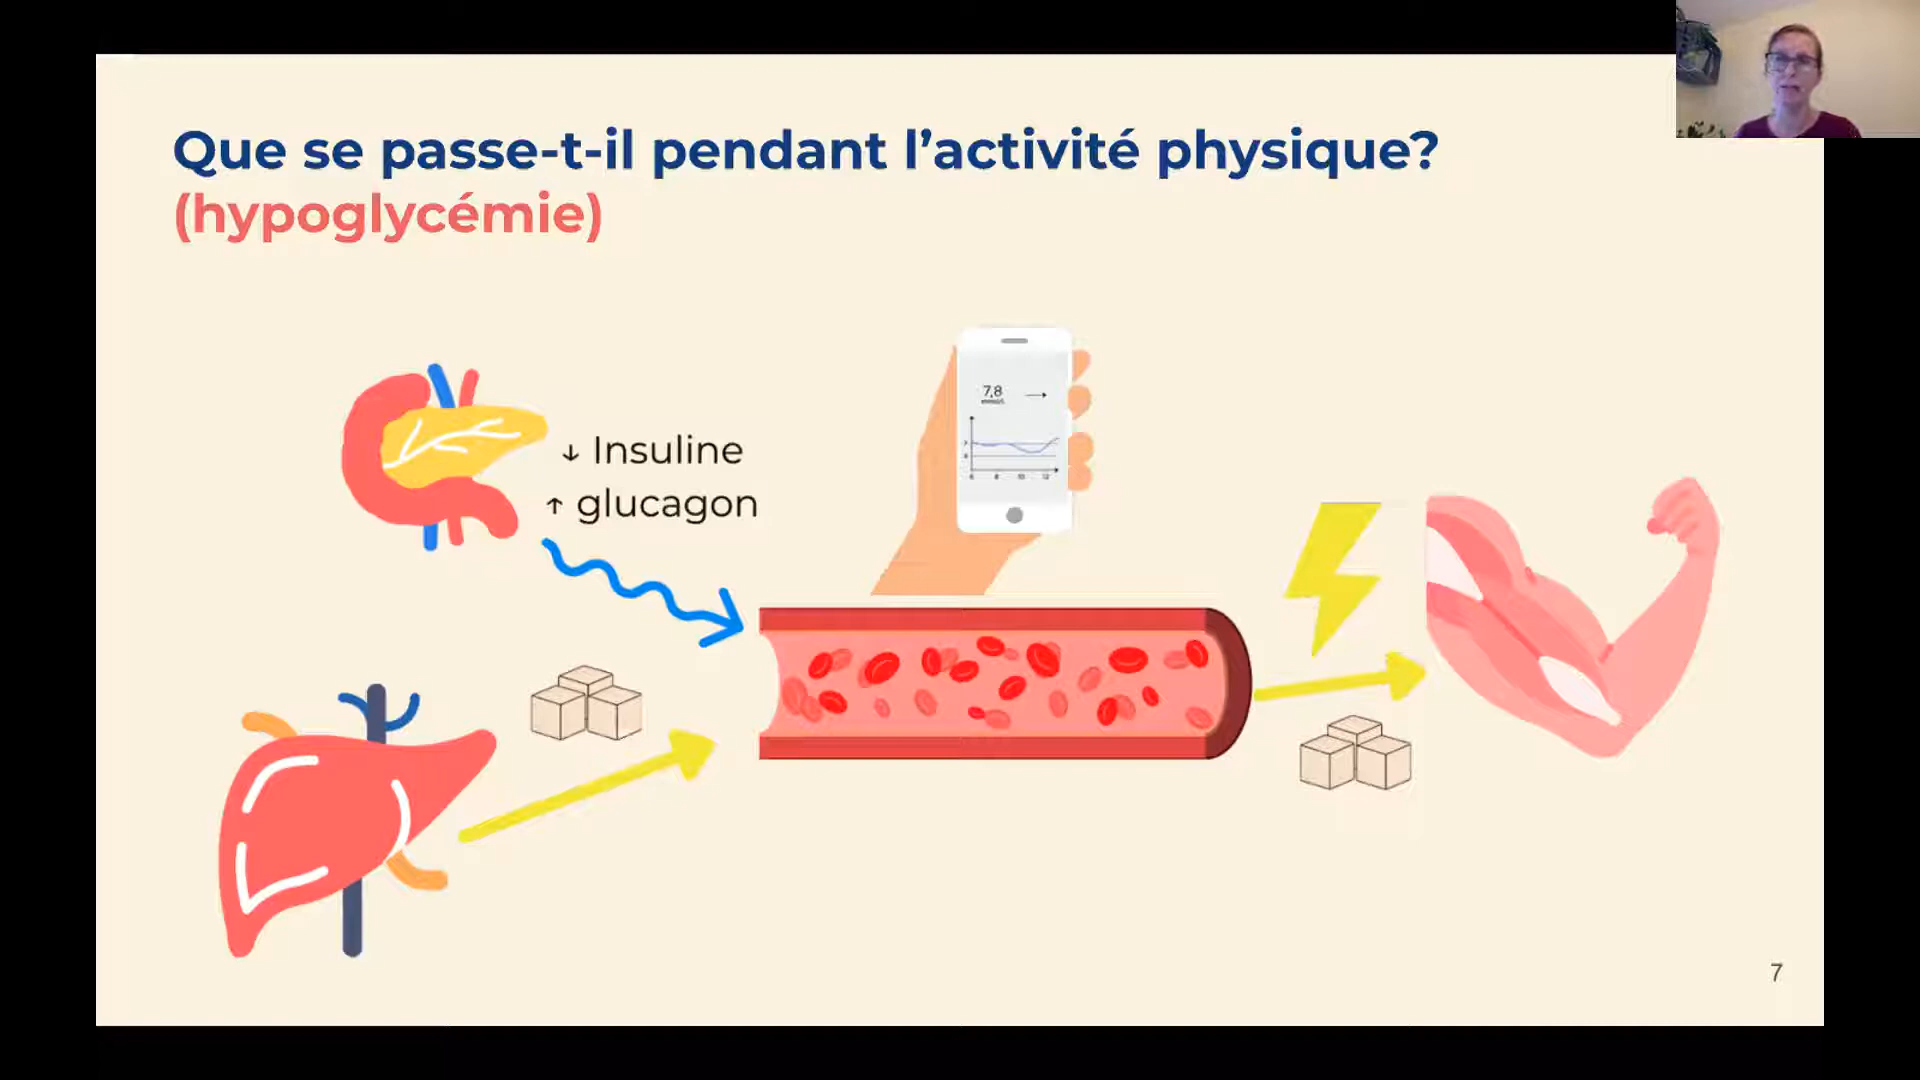 Que se passe-t-il pendant l’activité physique?
(hypoglycémie)
7,8
↓ Insuline
↑ glucagon
7